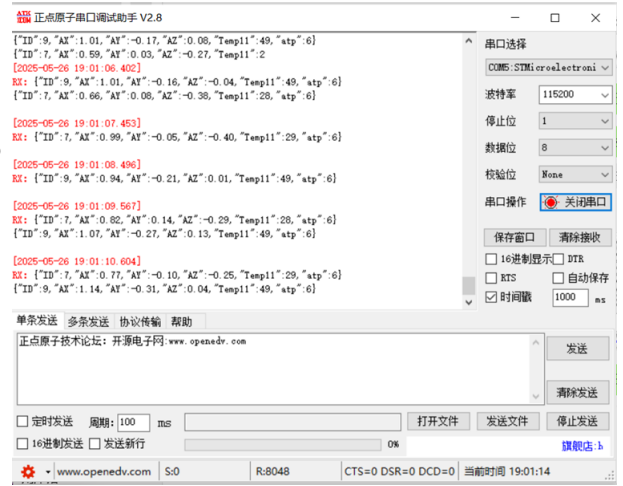 正点原子串口调试助手 V2.8
{"ID":9,"AX":1.01,"AY":-0.17,"AZ":0.08,"Temp11":49,"atp":6}
{"ID":7,"AX":0.59,"AY":0.03,"AZ":-0.27,"Temp11":2
[2025-05-26 19:01:06.402]
RX: {"ID":9,"AX":1.01,"AY":-0.16,"AZ":-0.04,"Temp11":49,"atp":6}
{"ID":7,"AX":0.66,"AY":0.08,"AZ":-0.38,"Temp11":28,"atp":6}
[2025-05-26 19:01:07.453]
RX: {"ID":7,"AX":0.99,"AY":-0.05,"AZ":-0.40,"Temp11":29,"atp":6}
[2025-05-26 19:01:08.496]
RX: {"ID":9,"AX":0.94,"AY":-0.21,"AZ":0.01,"Temp11":49,"atp":6}
[2025-05-26 19:01:09.567]
RX: {"ID":7,"AX":0.82,"AY":0.14,"AZ":-0.29,"Temp11":28,"atp":6}
{"ID":9,"AX":1.07,"AY":-0.27,"AZ":0.13,"Temp11":49,"atp":6}
[2025-05-26 19:01:10.604]
RX: {"ID":7,"AX":0.77,"AY":-0.10,"AZ":-0.25,"Temp11":29,"atp":6}
{"ID":9,"AX":1.14,"AY":-0.31,"AZ":0.04,"Temp11":49,"atp":6}
串口选择
COM5:STMicroelectroni
波特率 115200
停止位 1
数据位 8
校验位 None
串口操作 关闭串口
保存窗口 清除接收
16进制显示 DTR
RTS 自动保存
时间戳 1000 ms
单条发送 多条发送 协议传输 帮助
正点原子技术论坛：开源电子网:www.openedv.com
发送
清除发送
定时发送 周期: 100 ms 打开文件 发送文件 停止发送
16进制发送 发送新行 0% 旗舰店:h
www.openedv.com S:0 R:8048 CTS=0 DSR=0 DCD=0 当前时间 19:01:14